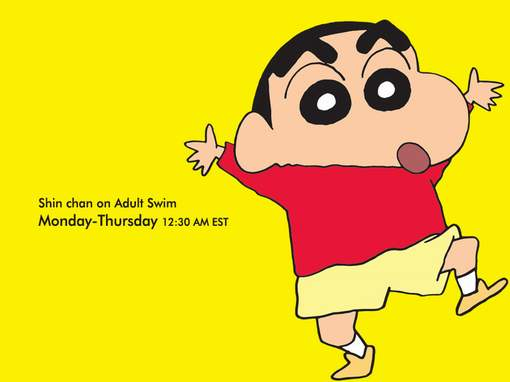 Shin chan on Adult Swim
Monday-Thursday 12:30 AM EST